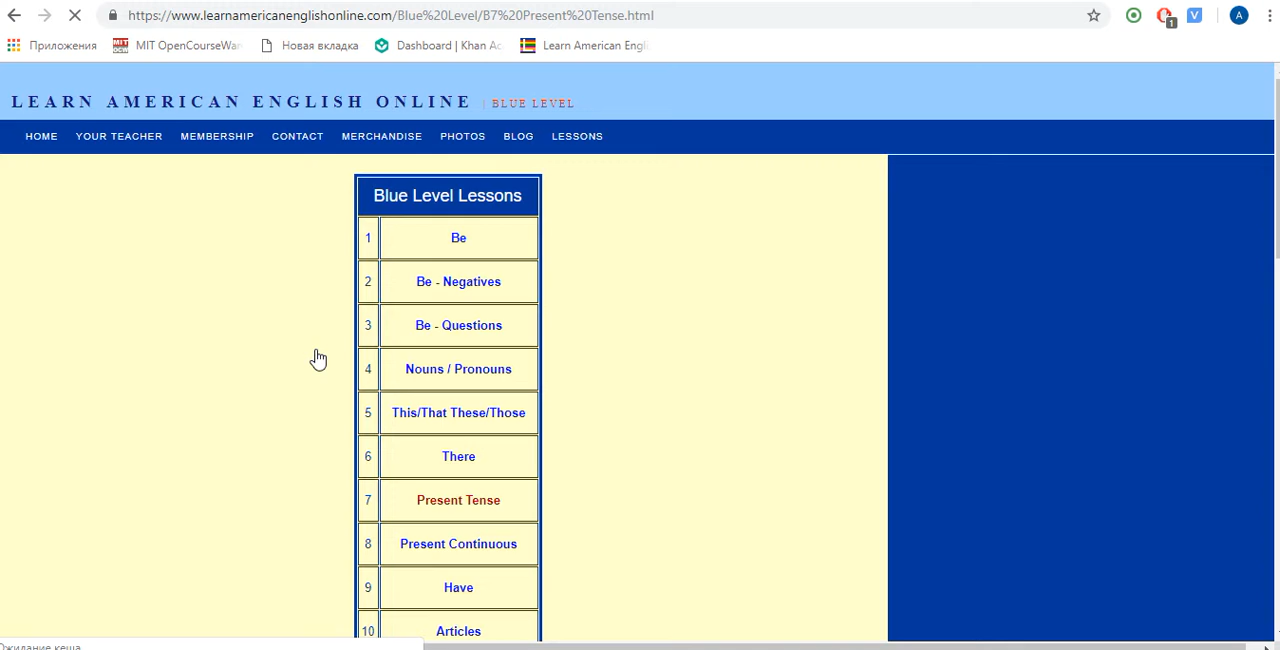 https://www.learnamericanenglishonline.com/Blue%20Level/B7%20Present%20Tense.html
1
A
Приложения
MIT OpenCourseWar
Новая вкладка
Dashboard | Khan Ac
Learn American Engli
LEARN AMERICAN ENGLISH ONLINE | BLUE LEVEL
HOME YOUR TEACHER MEMBERSHIP CONTACT MERCHANDISE PHOTOS BLOG LESSONS
Blue Level Lessons
1 Be
2 Be - Negatives
3 Be - Questions
4 Nouns / Pronouns
5 This/That These/Those
6 There
7 Present Tense
8 Present Continuous
9 Have
10 Articles
Ожидание кеша